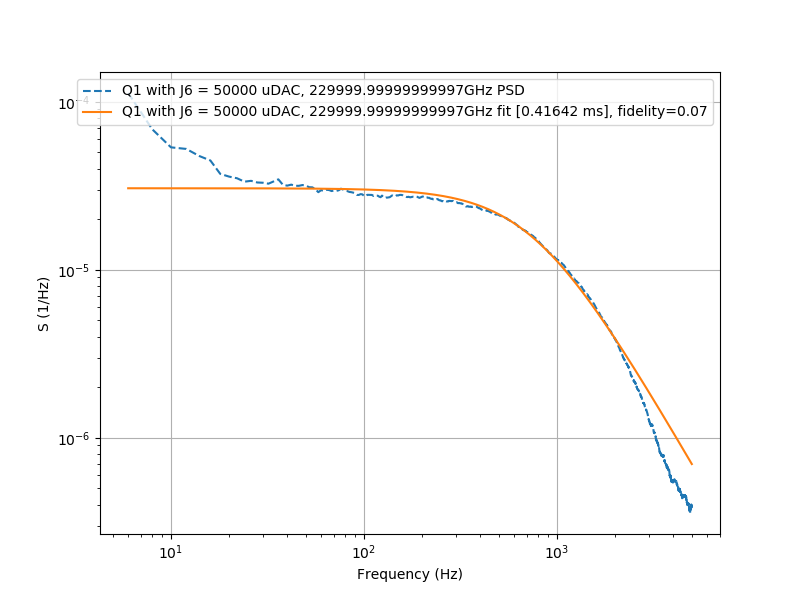 Q1 with J6 = 50000 uDAC, 229999.99999999997GHz PSD
Q1 with J6 = 50000 uDAC, 229999.99999999997GHz fit [0.41642 ms], fidelity=0.07
10⁻⁴
10⁻⁵
10⁻⁶
S (1/Hz)
10¹ 10² 10³
Frequency (Hz)